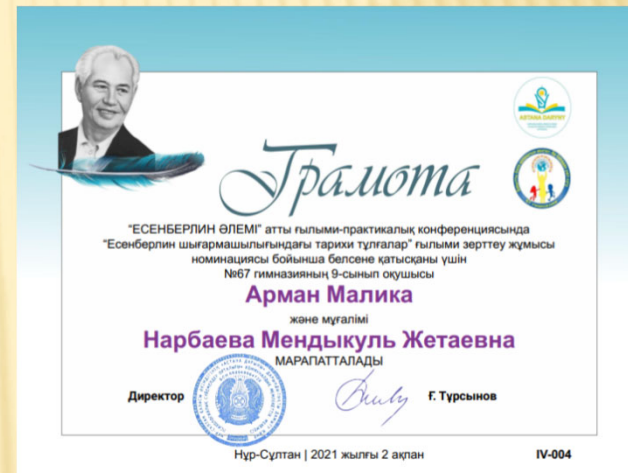 АСТАНА ДАРЫНЫ
Грамота
"ЕСЕНБЕРЛИН ӘЛЕМІ" атты ғылыми-практикалық конференциясында
"Есенберлин шығармашылығындағы тарихи тұлғалар" ғылыми зерттеу жұмысы
номинациясы бойынша белсене қатысқаны үшін
№67 гимназияның 9-сынып оқушысы
Арман Малика
және мұғалімі
Нарбаева Мендыкуль Жетаевна
МАРАПАТТАЛАДЫ
Директор Ғ. Тұрсынов
Нұр-Сұлтан | 2021 жылғы 2 ақпан IV-004